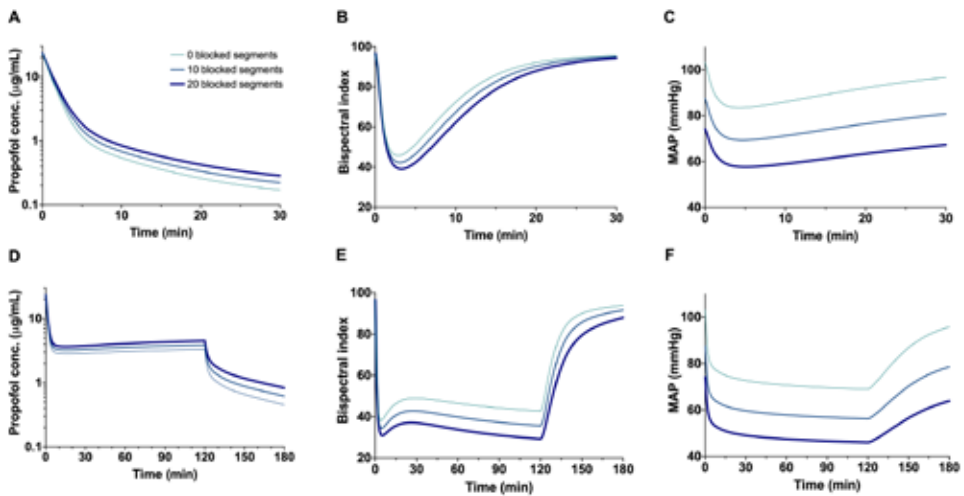 A
Propofol conc. (µg/mL)
10
1
0.1
0 10 20 30
Time (min)
0 blocked segments
10 blocked segments
20 blocked segments
B
Bispectral index
100
80
60
40
20
0 10 20 30
Time (min)
C
MAP (mmHg)
100
80
60
40
0 10 20 30
Time (min)
D
Propofol conc. (µg/mL)
10
1
0.1
0 30 60 90 120 150 180
Time (min)
E
Bispectral index
100
80
60
40
20
0 30 60 90 120 150 180
Time (min)
F
MAP (mmHg)
100
80
60
40
0 30 60 90 120 150 180
Time (min)